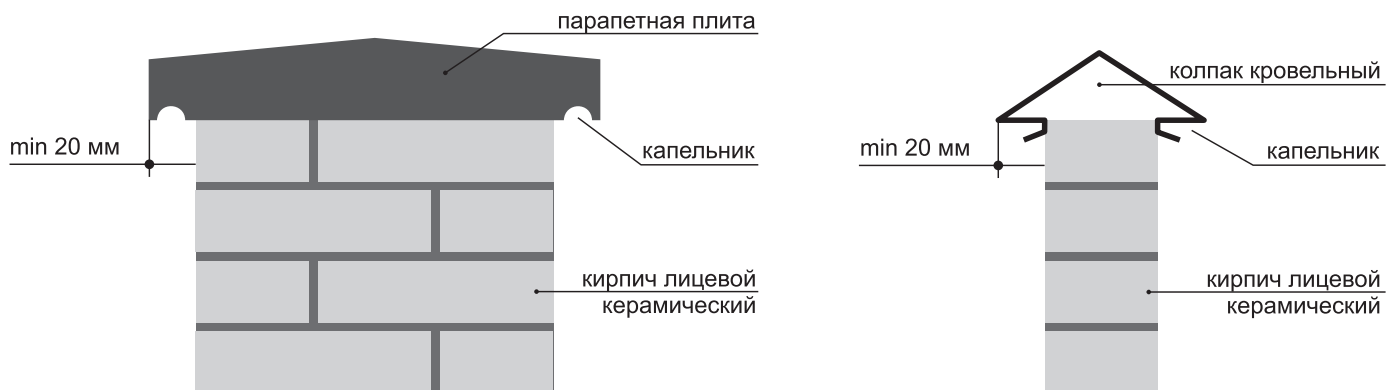 парапетная плита
min 20 мм
капельник
кирпич лицевой
керамический
колпак кровельный
min 20 мм
капельник
кирпич лицевой
керамический